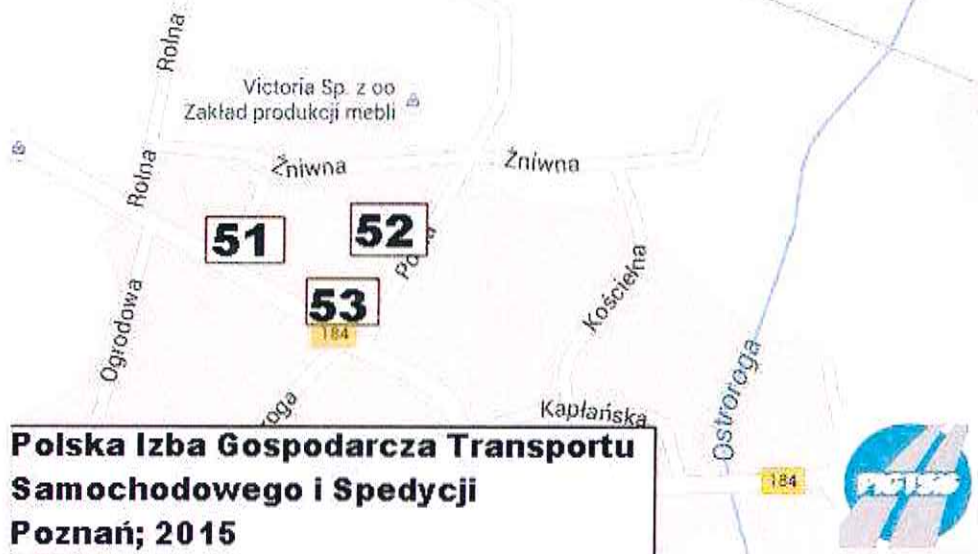 Rolna
Victoria Sp. z oo
Zakład produkcji mebli
Żniwna
Żniwna
Rolna
51
52
53
184
Kościelna
Ogrodowa
Ostroroga
Kapłańska
184
Polska Izba Gospodarcza Transportu
Samochodowego i Spedycji
Poznań; 2015